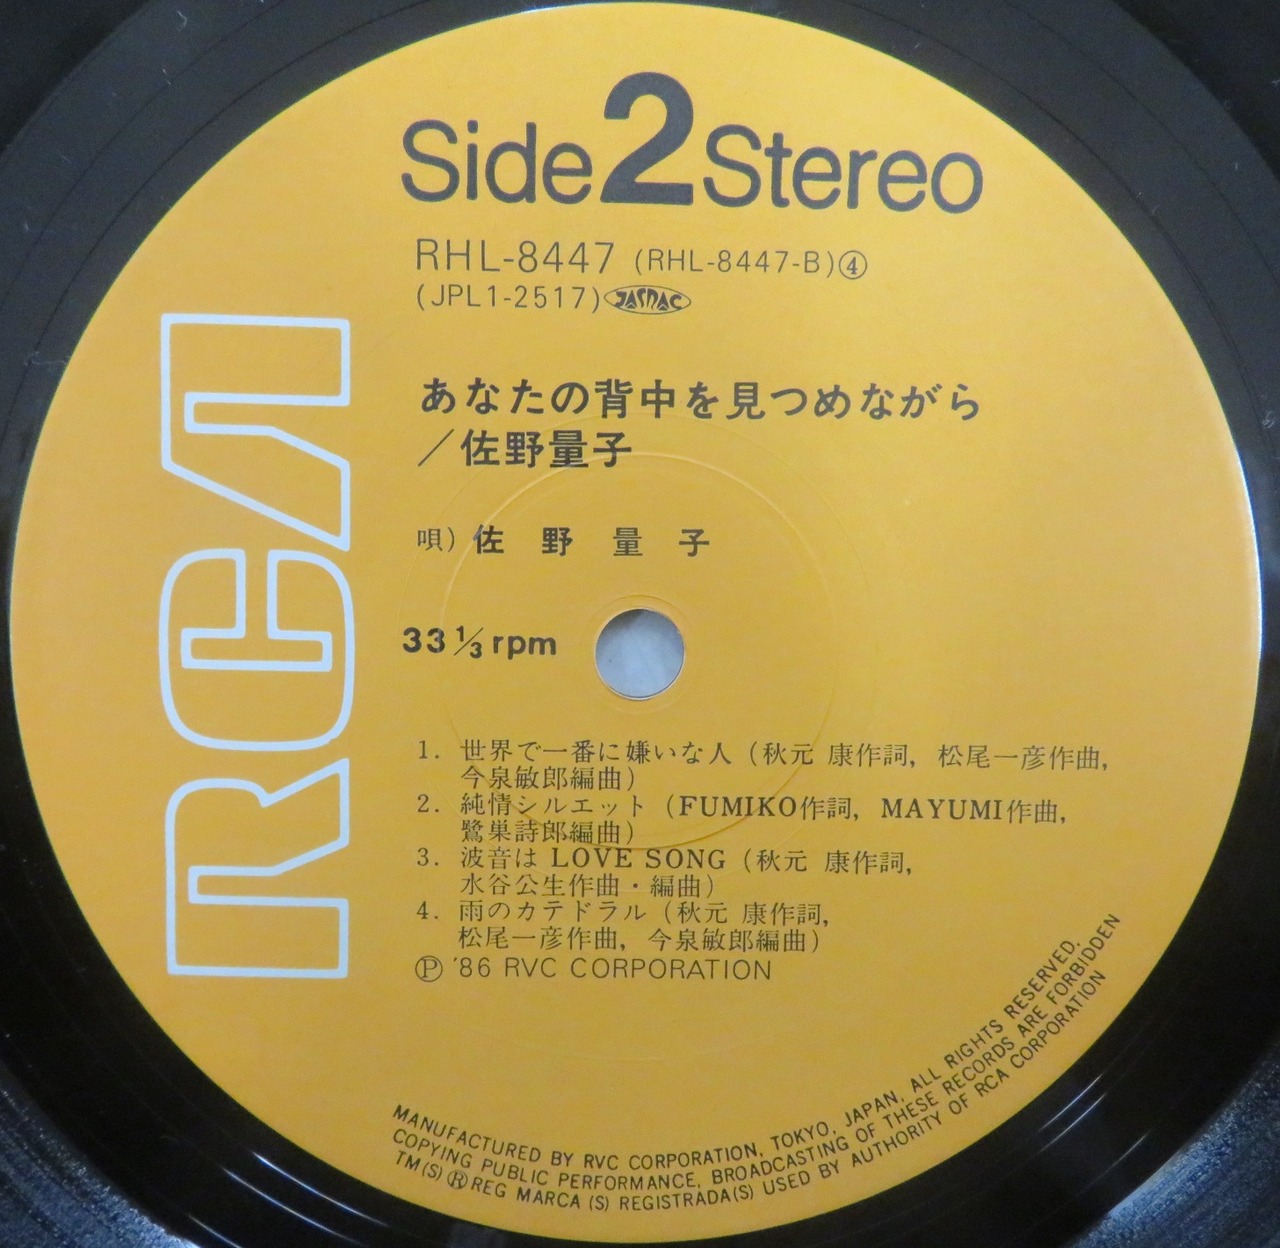 Side 2 Stereo
RHL-8447 (RHL-8447-B)④
(JPL1-2517) JASRAC
RCA
あなたの背中を見つめながら
／佐野量子
唄) 佐 野 量 子
33 1/3 rpm
1. 世界で一番に嫌いな人 (秋元 康作詞, 松尾一彦作曲,
今泉敏郎編曲)
2. 純情シルエット (FUMIKO作詞, MAYUMI作曲,
鷺巣詩郎編曲)
3. 波音は LOVE SONG (秋元 康作詞,
水谷公生作曲・編曲)
4. 雨のカテドラル (秋元 康作詞,
松尾一彦作曲, 今泉敏郎編曲)
Ⓟ '86 RVC CORPORATION
MANUFACTURED BY RVC CORPORATION, TOKYO, JAPAN, ALL RIGHTS RESERVED.
COPYING PUBLIC PERFORMANCE, BROADCASTING OF THESE RECORDS ARE FORBIDDEN
TM(S) ® REG MARCA (S) REGISTRADA(S) USED BY AUTHORITY OF RCA CORPORATION